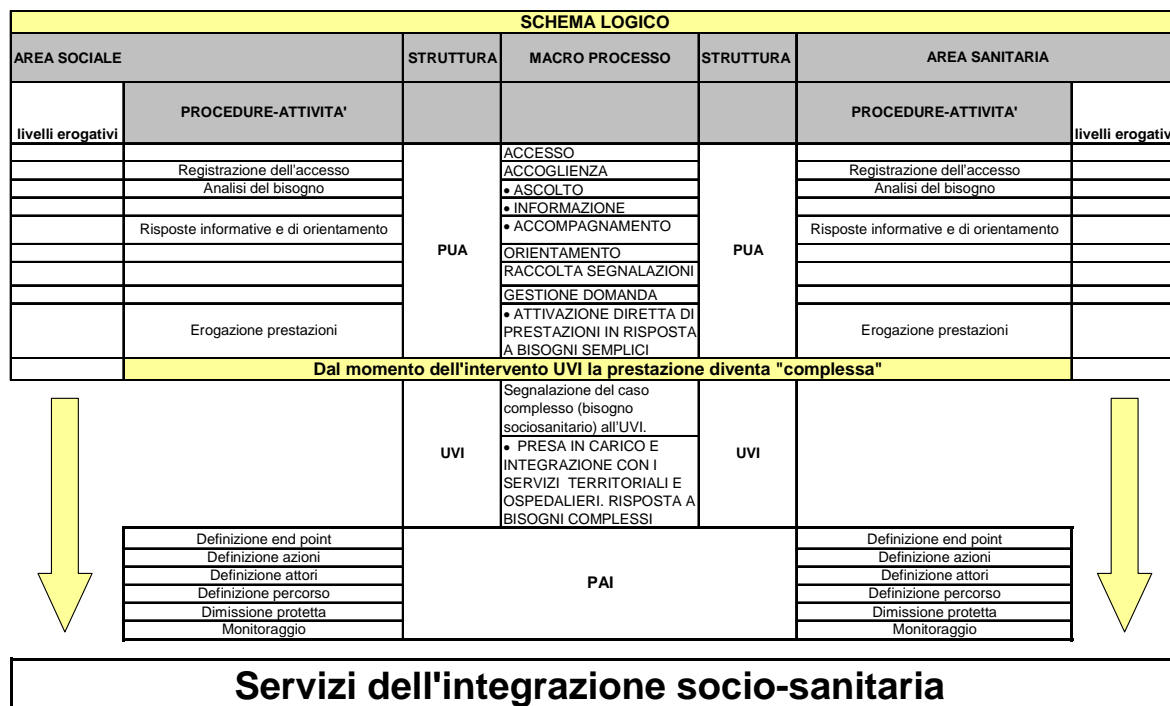 SCHEMA LOGICO
AREA SOCIALE STRUTTURA MACRO PROCESSO STRUTTURA AREA SANITARIA
PROCEDURE-ATTIVITA' PROCEDURE-ATTIVITA'
livelli erogativi livelli erogativ
ACCESSO
Registrazione dell'accesso ACCOGLIENZA Registrazione dell'accesso
Analisi del bisogno • ASCOLTO Analisi del bisogno
• INFORMAZIONE
Risposte informative e di orientamento • ACCOMPAGNAMENTO Risposte informative e di orientamento
PUA ORIENTAMENTO PUA
RACCOLTA SEGNALAZIONI
GESTIONE DOMANDA
• ATTIVAZIONE DIRETTA DI
Erogazione prestazioni PRESTAZIONI IN RISPOSTA Erogazione prestazioni
A BISOGNI SEMPLICI
Dal momento dell'intervento UVI la prestazione diventa "complessa"
Segnalazione del caso
complesso (bisogno
sociosanitario) all'UVI.
UVI • PRESA IN CARICO E UVI
INTEGRAZIONE CON I
SERVIZI TERRITORIALI E
OSPEDALIERI. RISPOSTA A
BISOGNI COMPLESSI
Definizione end point Definizione end point
Definizione azioni Definizione azioni
Definizione attori PAI Definizione attori
Definizione percorso Definizione percorso
Dimissione protetta Dimissione protetta
Monitoraggio Monitoraggio
Servizi dell'integrazione socio-sanitaria